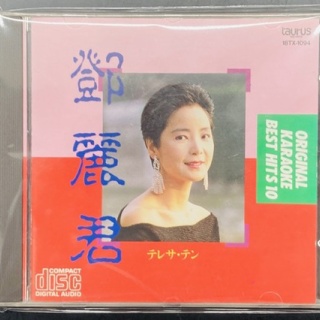 taurus
鄧麗君
ORIGINAL
KARAOKE
BEST HITS 10
テレサ・テン
COMPACT
disc
DIGITAL AUDIO